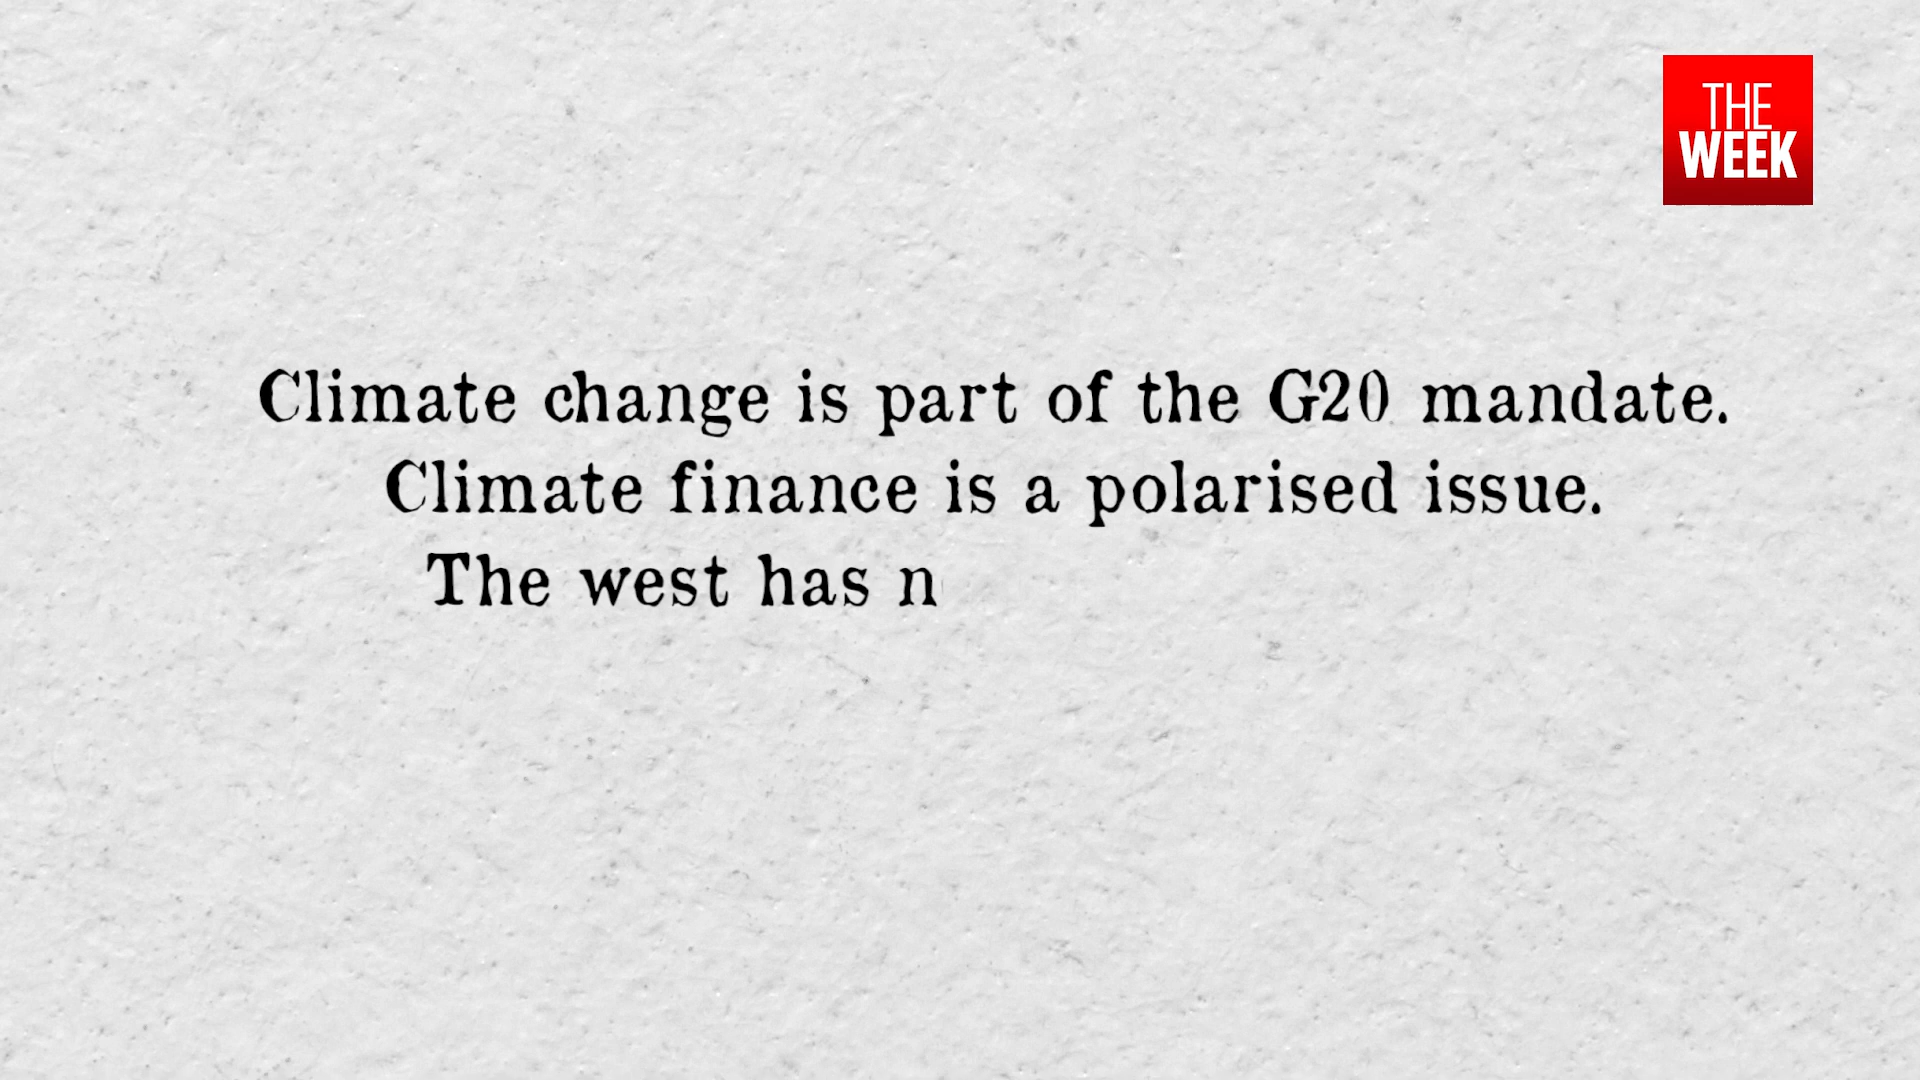 THE
WEEK
Climate change is part of the G20 mandate.
Climate finance is a polarised issue.
The west has n